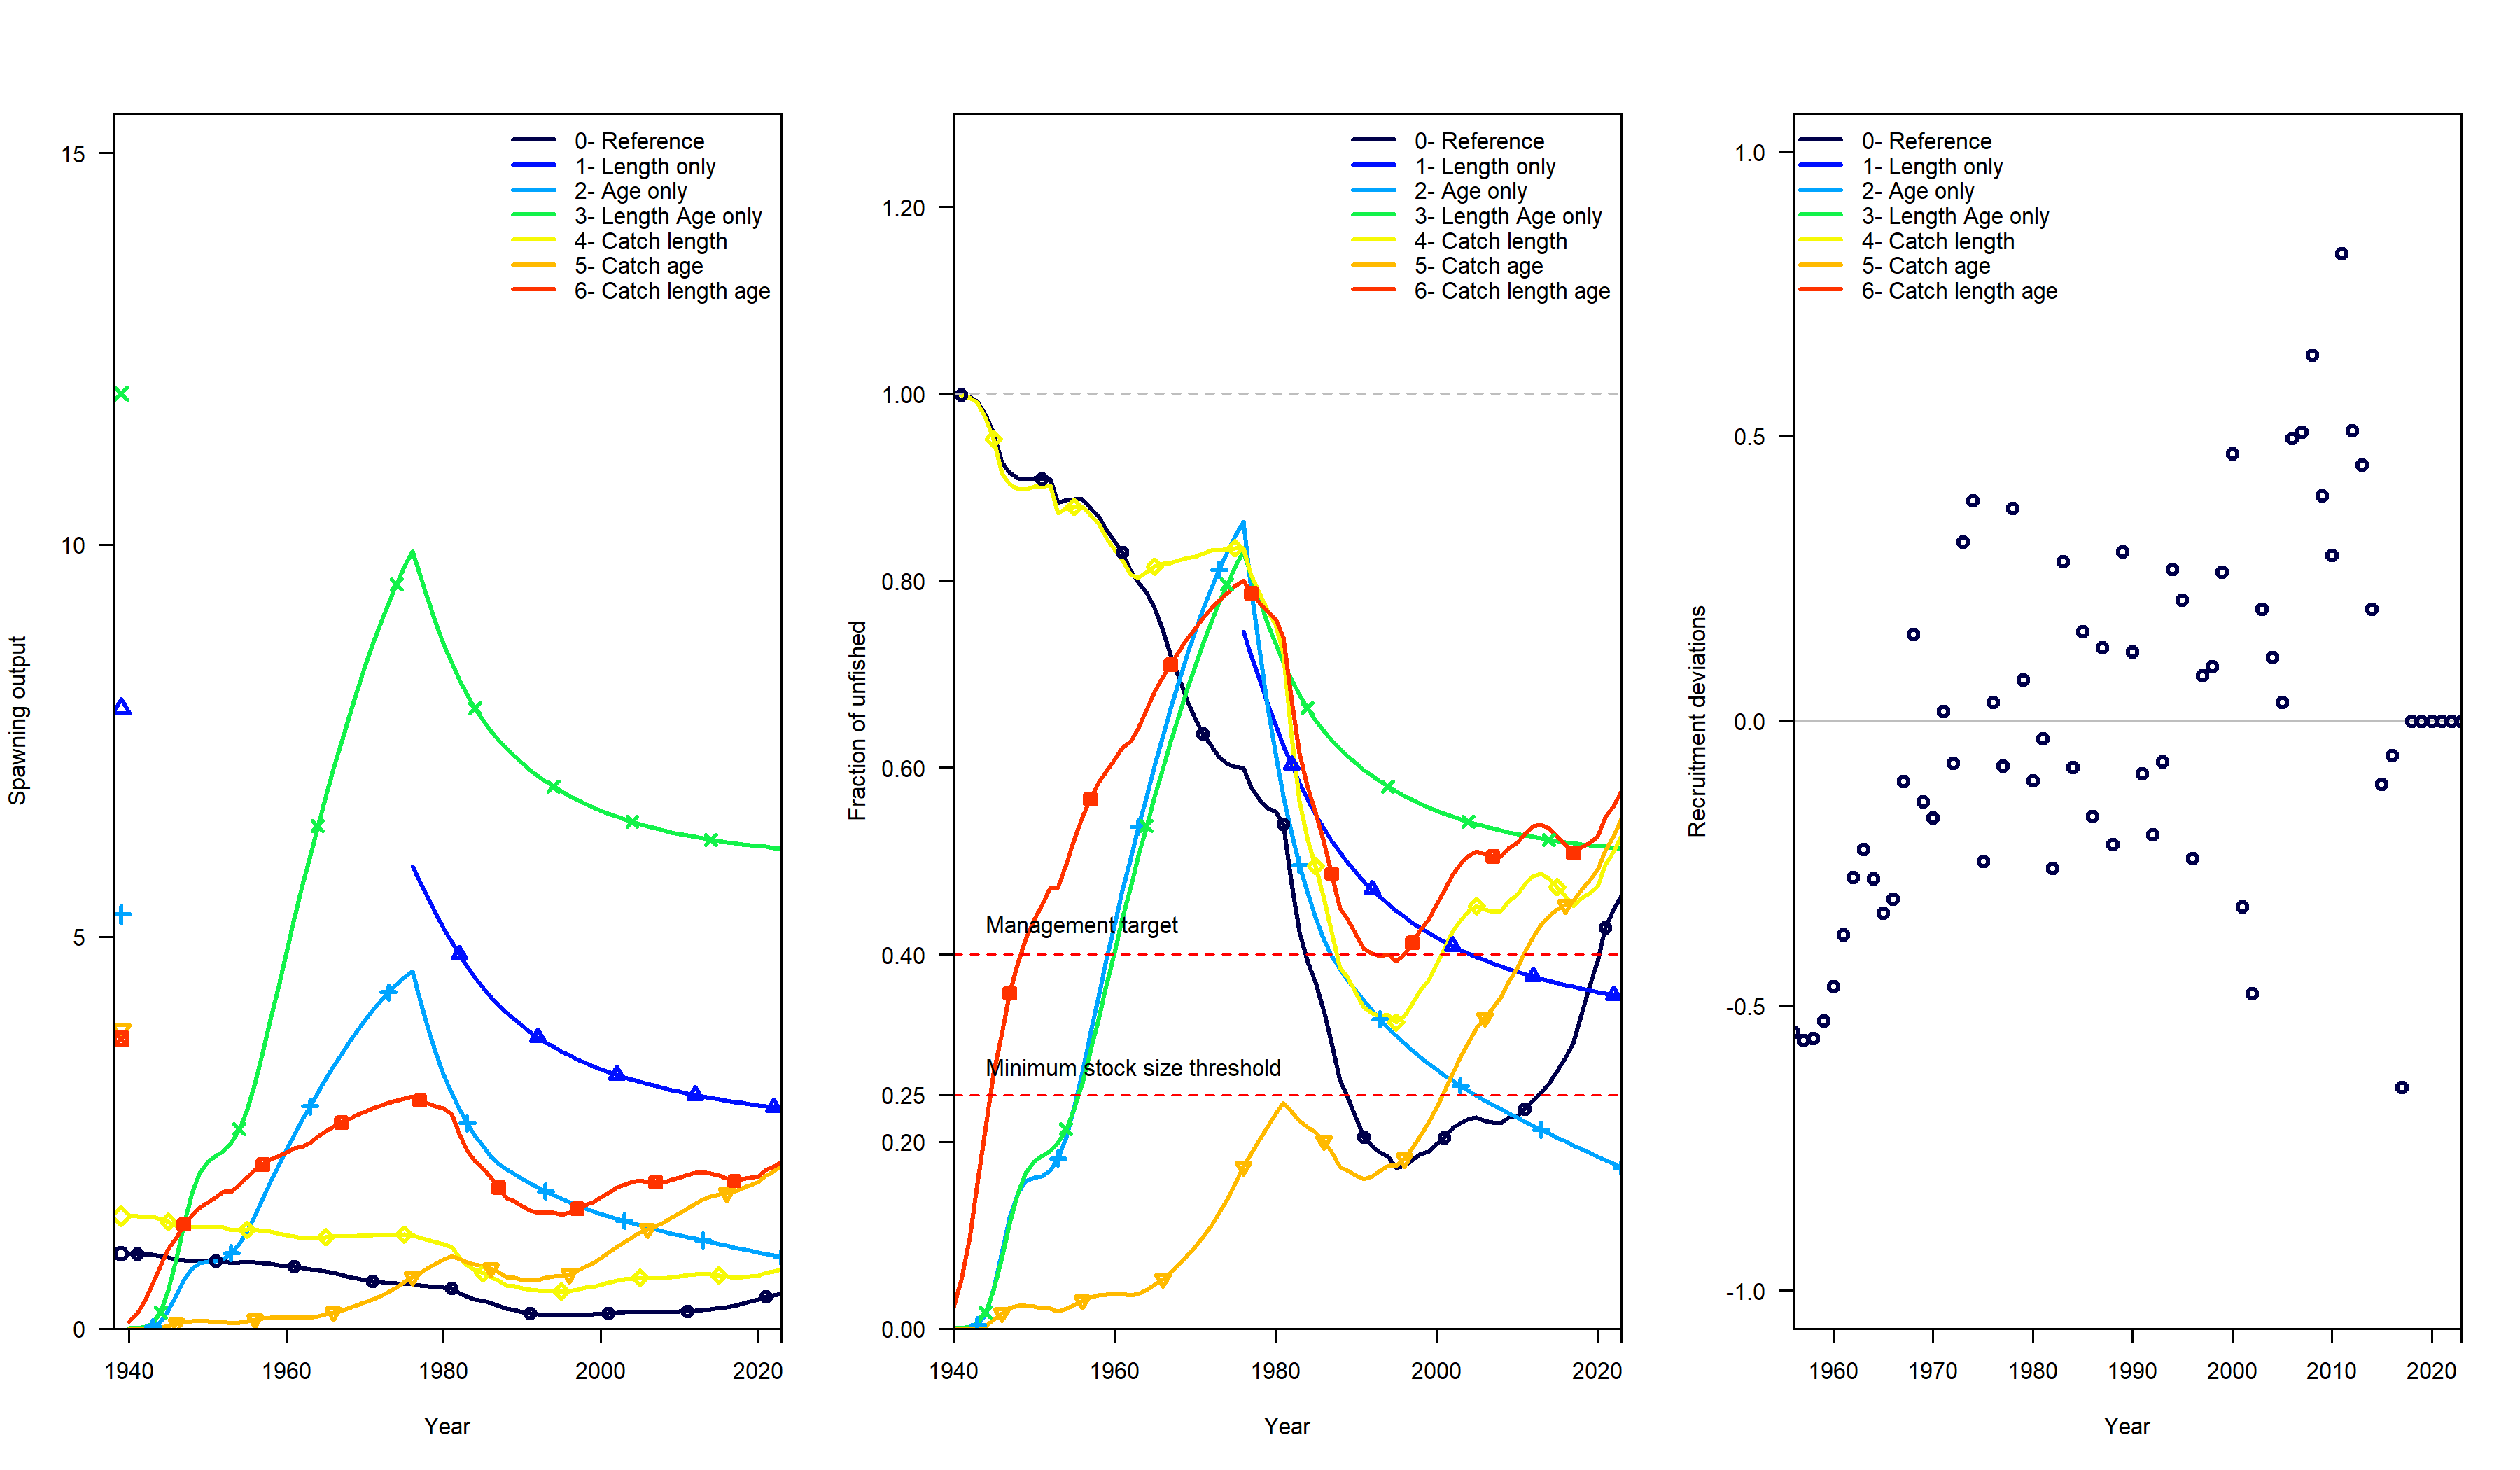 Spawning output
15
10
5
0
0- Reference
1- Length only
2- Age only
3- Length Age only
4- Catch length
5- Catch age
6- Catch length age
1940
1960
1980
2000
2020
Year
Fraction of unfished
1.20
1.00
0.80
0.60
0.40
0.25
0.20
0.00
0- Reference
1- Length only
2- Age only
3- Length Age only
4- Catch length
5- Catch age
6- Catch length age
Management target
Minimum stock size threshold
1940
1960
1980
2000
2020
Year
Recruitment deviations
1.0
0.5
0.0
-0.5
-1.0
0- Reference
1- Length only
2- Age only
3- Length Age only
4- Catch length
5- Catch age
6- Catch length age
1960
1970
1980
1990
2000
2010
2020
Year